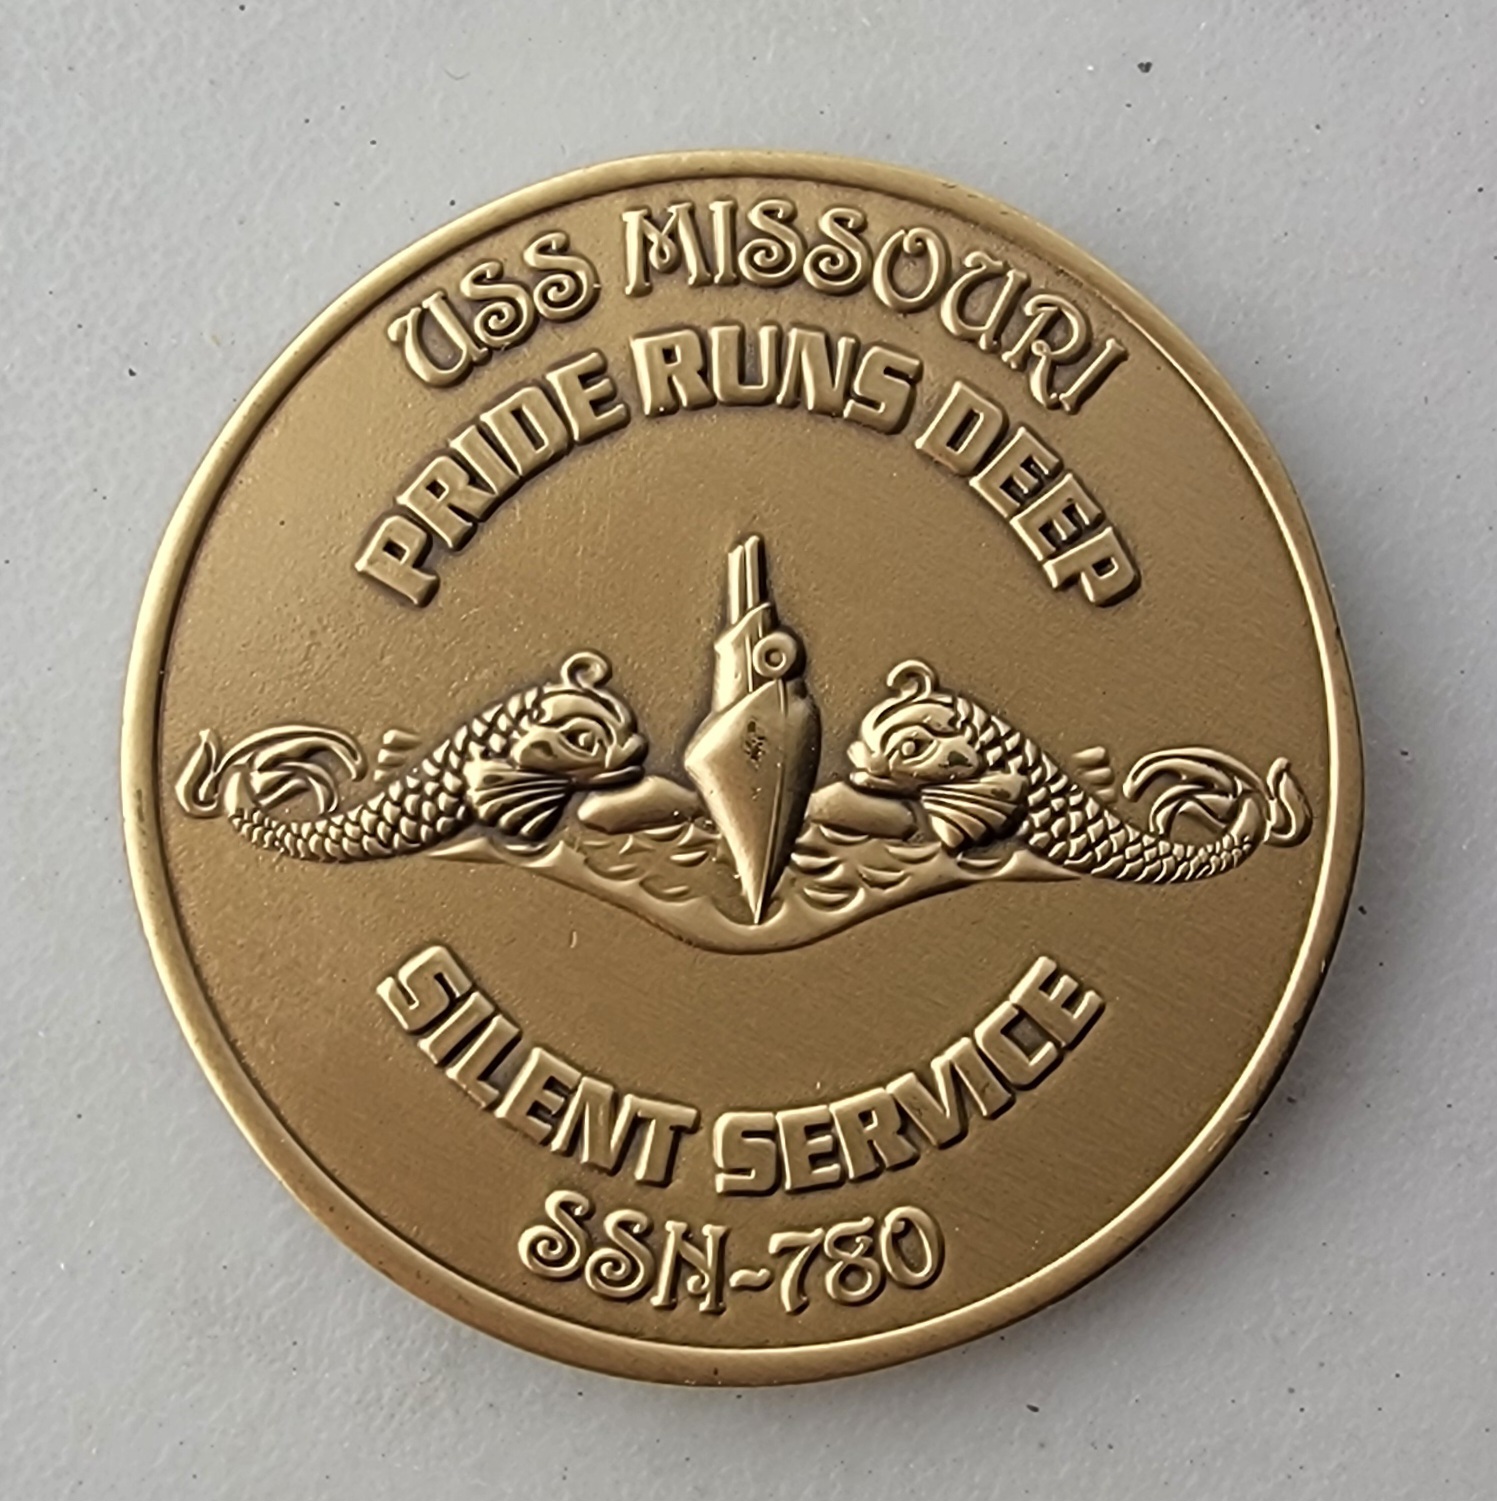 USS MISSOURI
PRIDE RUNS DEEP
SILENT SERVICE
SSN-780